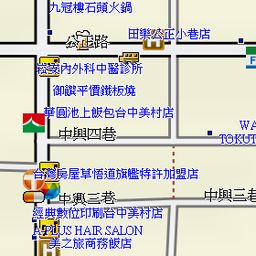 九冠樓石頭火鍋
田樂公正小巷店
公正路
崧葵內外科中醫診所
御饌平價鐵板燒
華圓池上飯包台中美村店
WA
中興四巷
TOKUT
台灣房屋草悟道旗艦特許加盟店
中興三巷
中興三巷
經典數位印刷台中美村店
A PLUS HAIR SALON
美之旅商務飯店